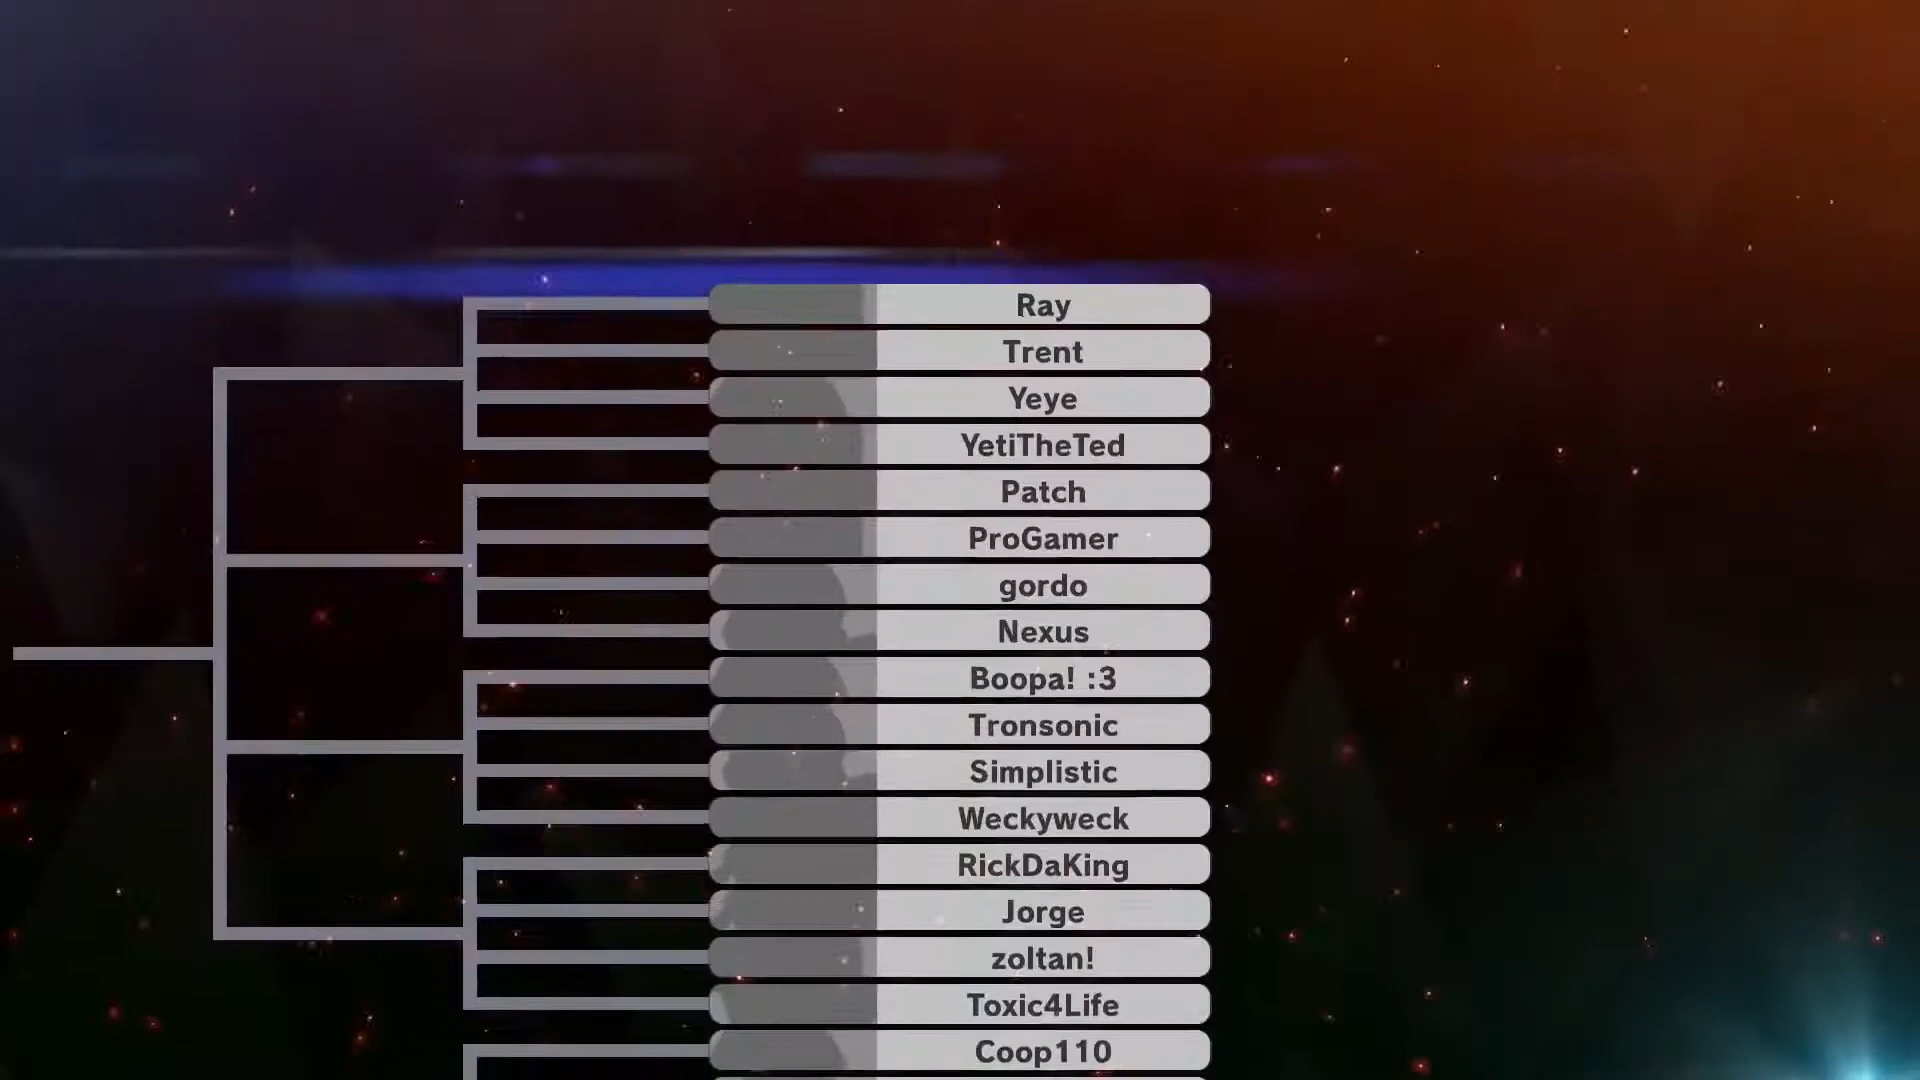 Ray
Trent
Yeye
YetiTheTed
Patch
ProGamer
gordo
Nexus
Boopa! :3
Tronsonic
Simplistic
Weckyweck
RickDaKing
Jorge
zoltan!
Toxic4Life
Coop110